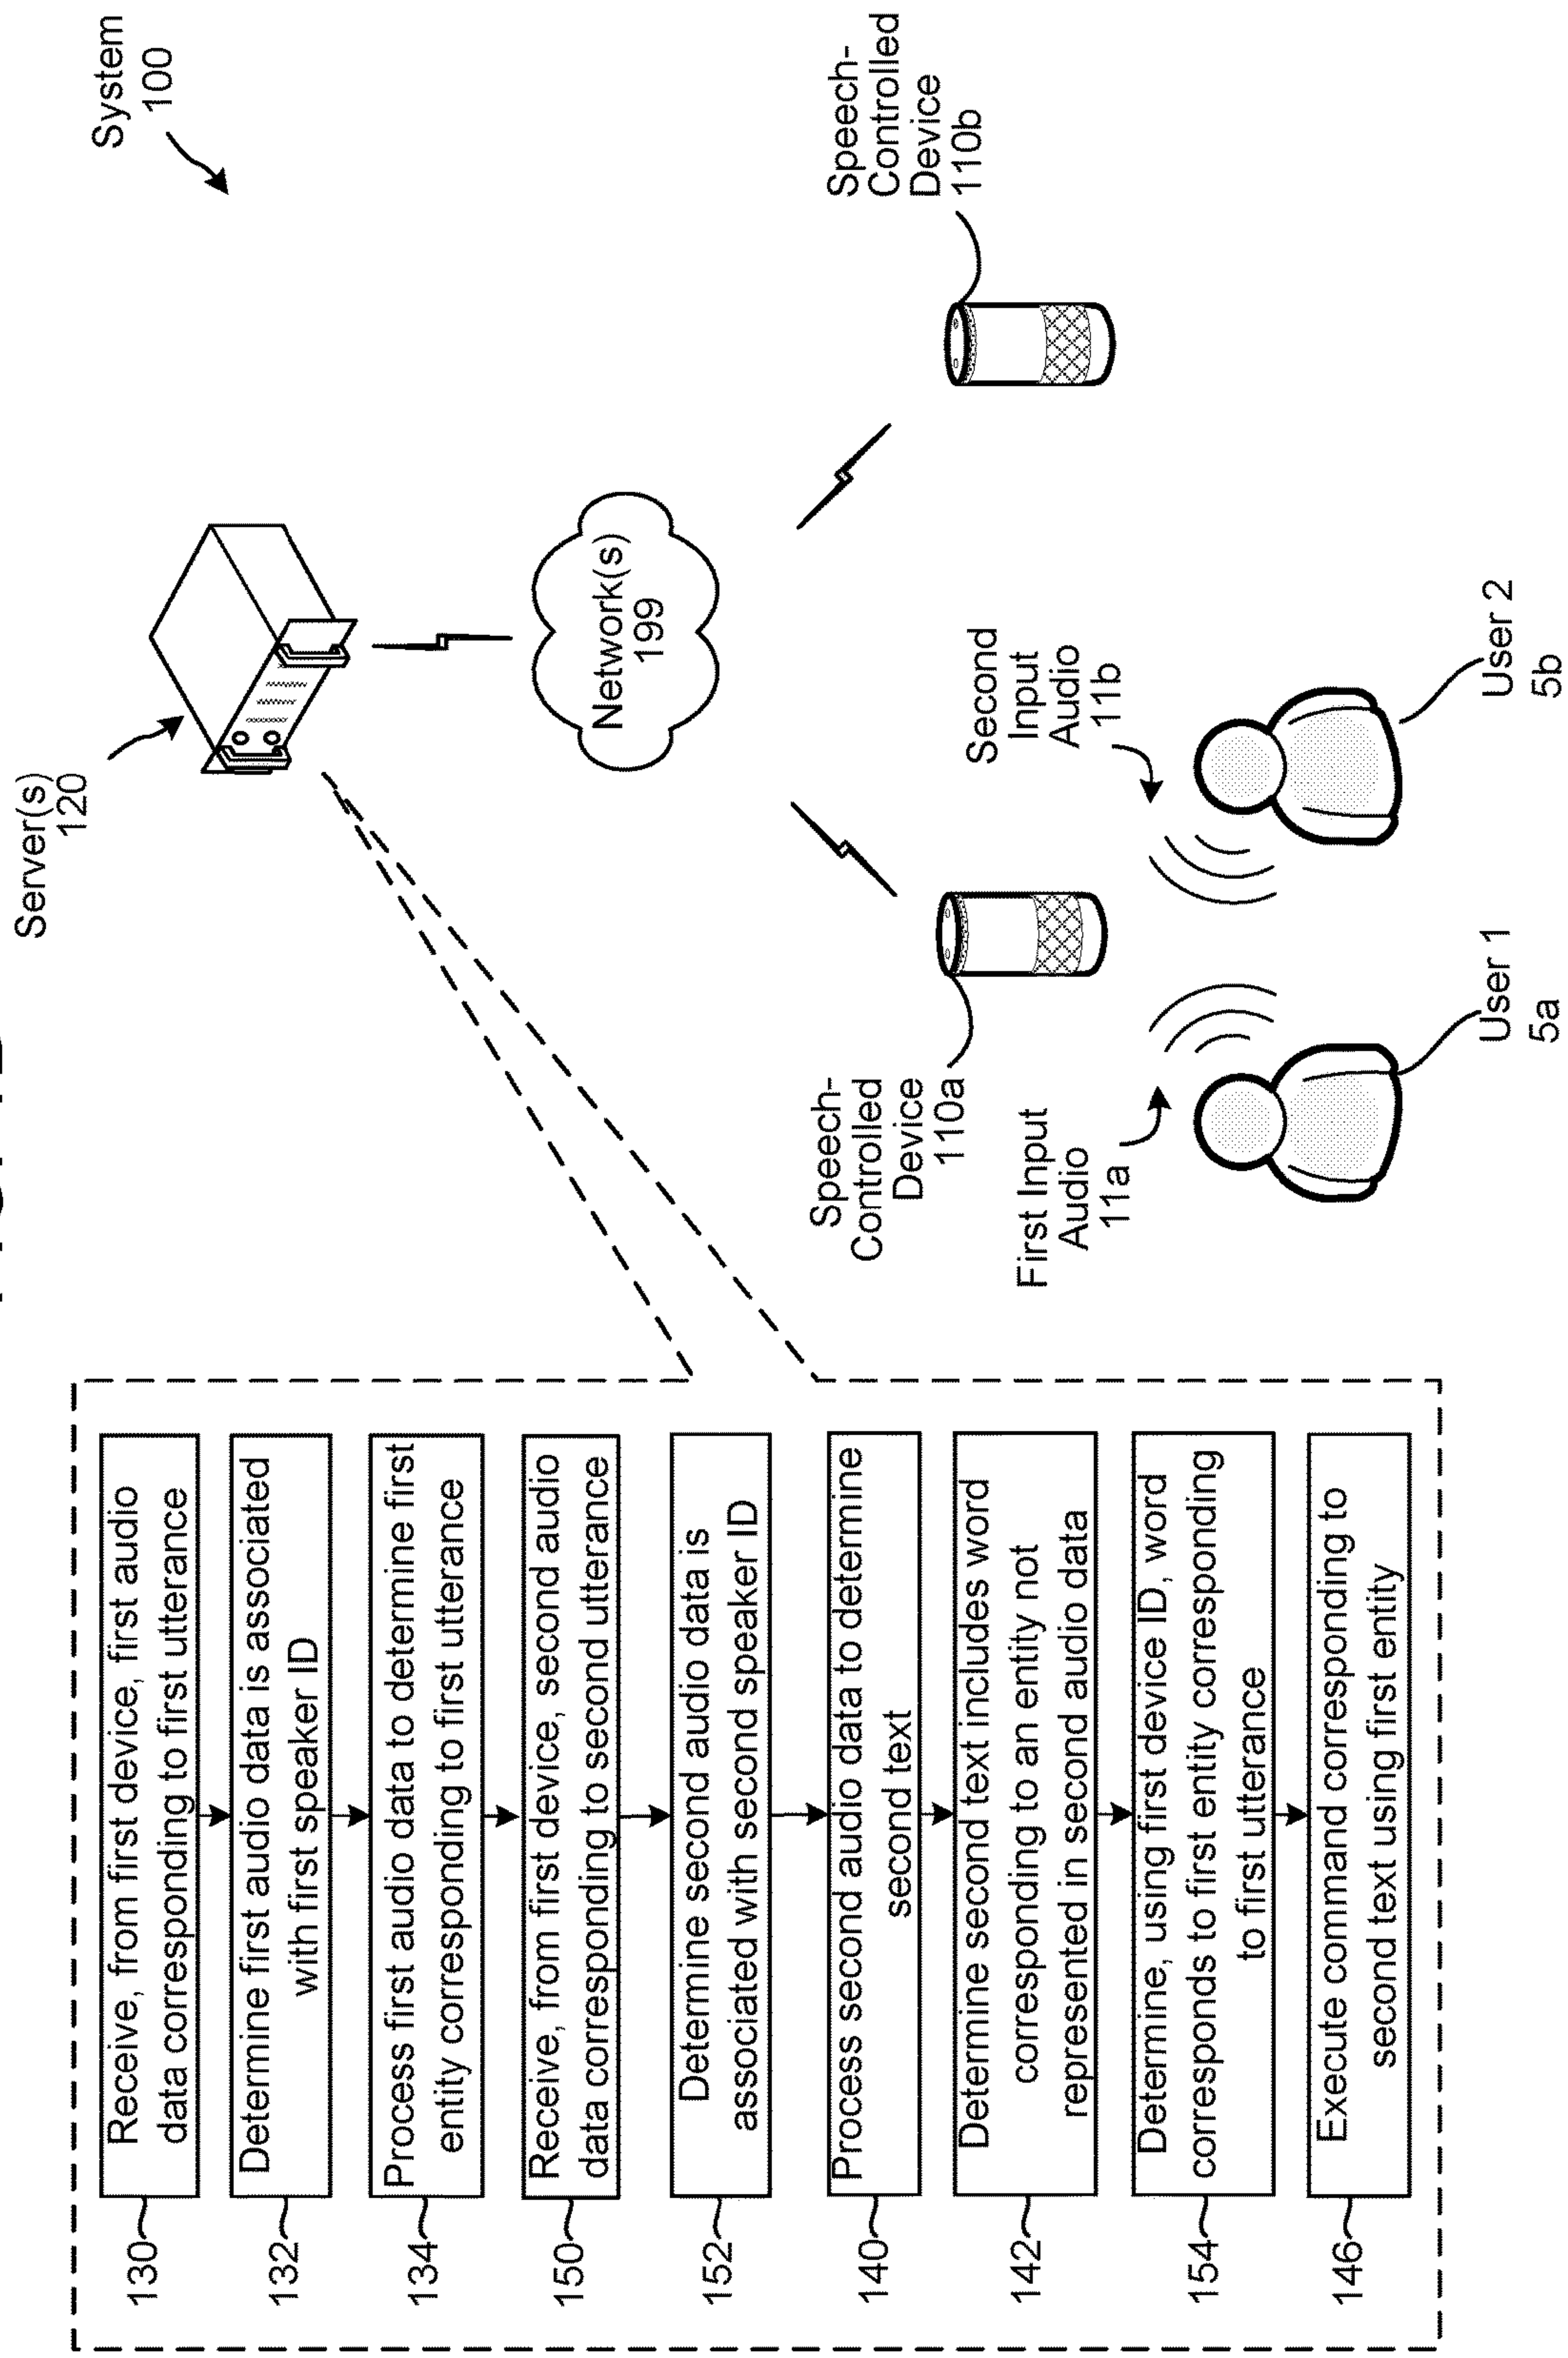 System
100
Server(s)
120
Network(s)
199
Speech-
Controlled
Device
110b
Speech-
Controlled
Device
110a
First Input
Audio
11a
Second
Input
Audio
11b
User 1
5a
User 2
5b
130
Receive, from first device, first audio
data corresponding to first utterance
132
Determine first audio data is associated
with first speaker ID
134
Process first audio data to determine first
entity corresponding to first utterance
150
Receive, from first device, second audio
data corresponding to second utterance
152
Determine second audio data is
associated with second speaker ID
140
Process second audio data to determine
second text
142
Determine second text includes word
corresponding to an entity not
represented in second audio data
154
Determine, using first device ID, word
corresponds to first entity corresponding
to first utterance
146
Execute command corresponding to
second text using first entity